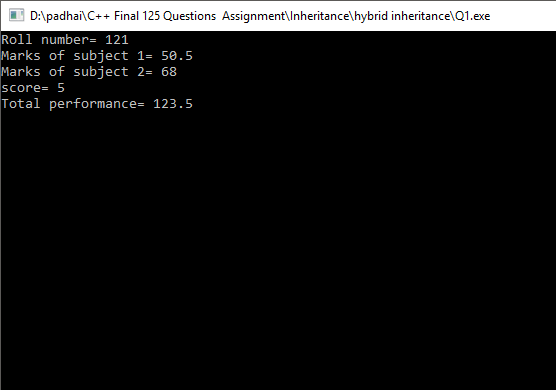 D:\padhai\C++ Final 125 Questions  Assignment\Inheritance\hybrid inheritance\Q1.exe
Roll number= 121
Marks of subject 1= 50.5
Marks of subject 2= 68
score= 5
Total performance= 123.5